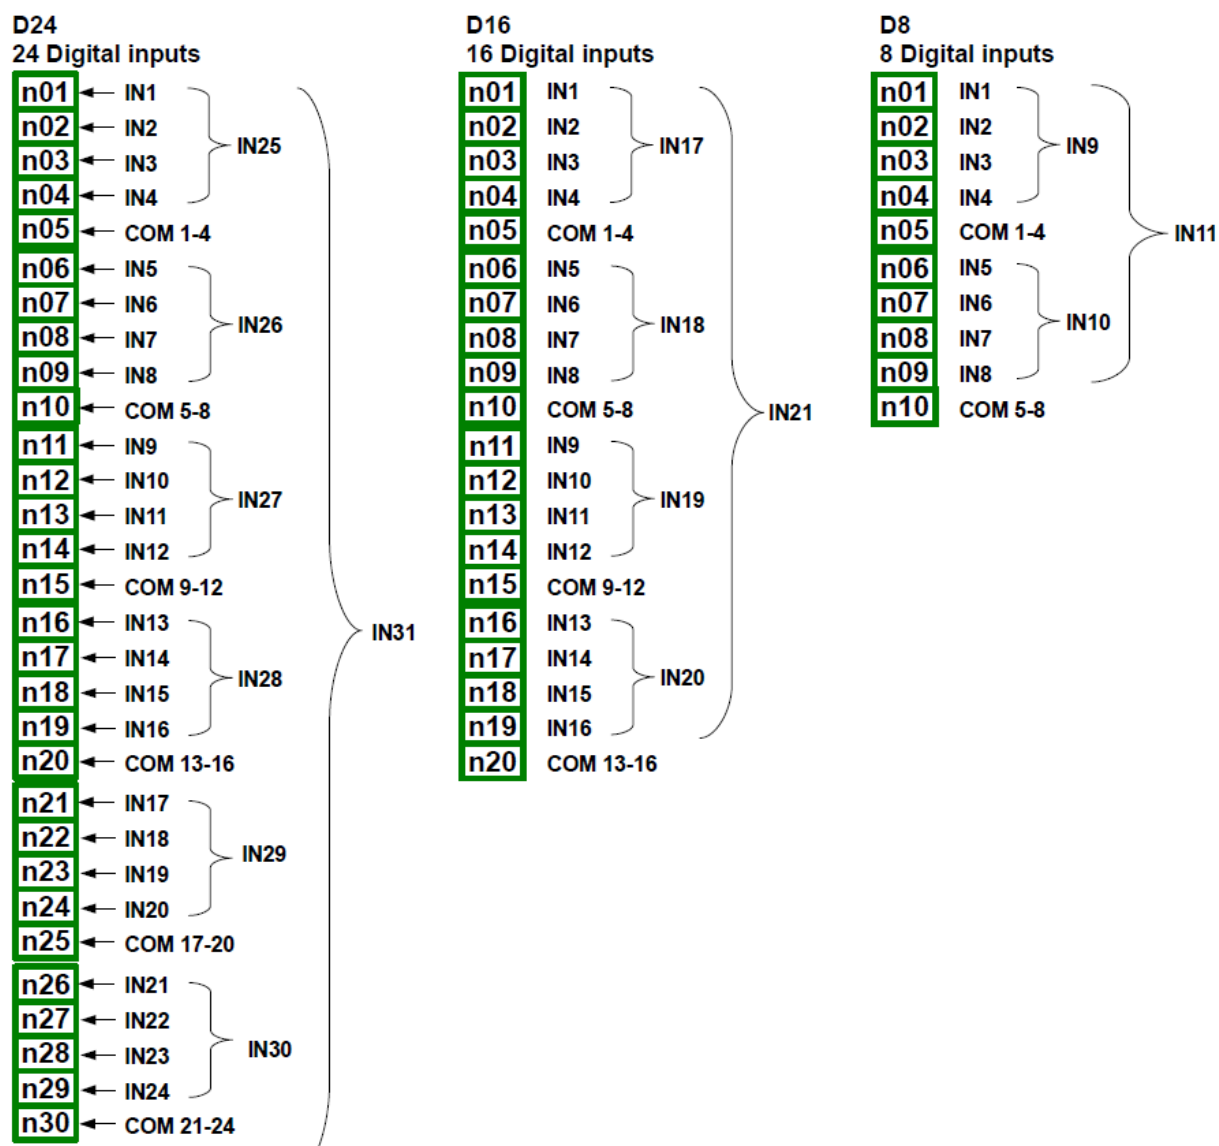 D24
24 Digital inputs
n01 IN1
n02 IN2
IN25
n03 IN3
n04 IN4
n05 COM 1-4
n06 IN5
n07 IN6
IN26
n08 IN7
n09 IN8
n10 COM 5-8
n11 IN9
n12 IN10
IN27
n13 IN11
n14 IN12
n15 COM 9-12
n16 IN13
n17 IN14
IN28
n18 IN15
n19 IN16
n20 COM 13-16
n21 IN17
n22 IN18
IN29
n23 IN19
n24 IN20
n25 COM 17-20
n26 IN21
n27 IN22
IN30
n28 IN23
n29 IN24
n30 COM 21-24
IN31
D16
16 Digital inputs
n01 IN1
n02 IN2
IN17
n03 IN3
n04 IN4
n05 COM 1-4
n06 IN5
n07 IN6
IN18
n08 IN7
n09 IN8
n10 COM 5-8
n11 IN9
n12 IN10
IN19
n13 IN11
n14 IN12
n15 COM 9-12
n16 IN13
n17 IN14
IN20
n18 IN15
n19 IN16
n20 COM 13-16
IN21
D8
8 Digital inputs
n01 IN1
n02 IN2
IN9
n03 IN3
n04 IN4
n05 COM 1-4
n06 IN5
n07 IN6
IN10
n08 IN7
n09 IN8
n10 COM 5-8
IN11